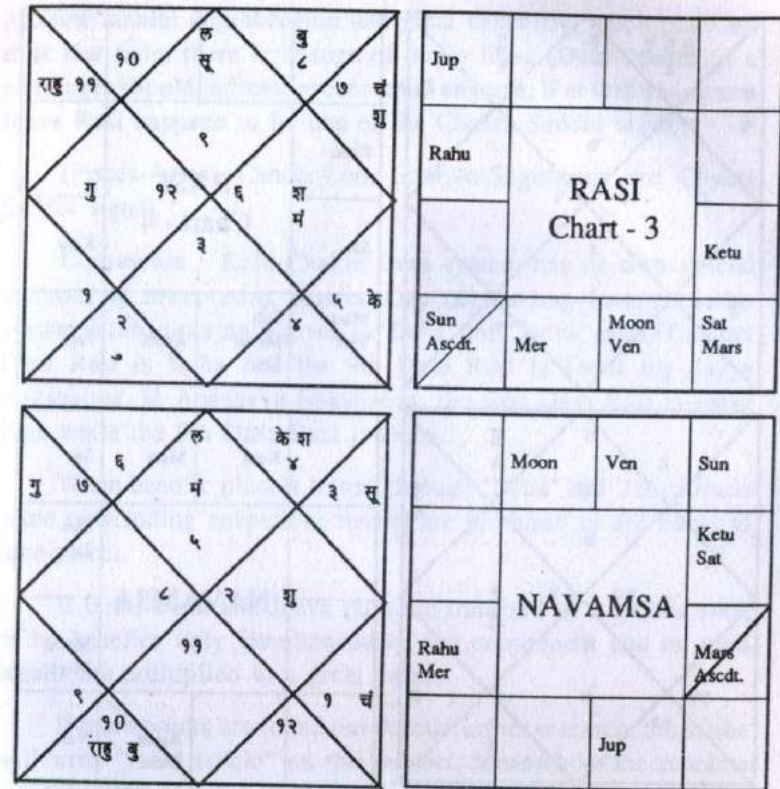 ल बु
१० सू ८
राहु ११ ७ चं
शु
९
गु १२ ६ श
मं
३
१ के
२ ४
Jup
Rahu
RASI
Chart - 3
Ketu
Sun Moon Sat
Ascdt. Mer Ven Mars
ल के श
६ ४
गु ७ मं ३ सू
५
८ २ शु
११
९ १ चं
१० १२
राहु बु
Moon Ven Sun
Ketu
Sat
NAVAMSA
Rahu Mars
Mer Ascdt.
Jup